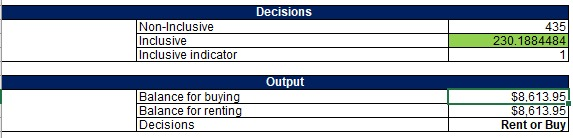 Decisions
Non-Inclusive 435
Inclusive 230.1884484
Inclusive indicator 1
Output
Balance for buying $8,613.95
Balance for renting $8,613.95
Decisions Rent or Buy